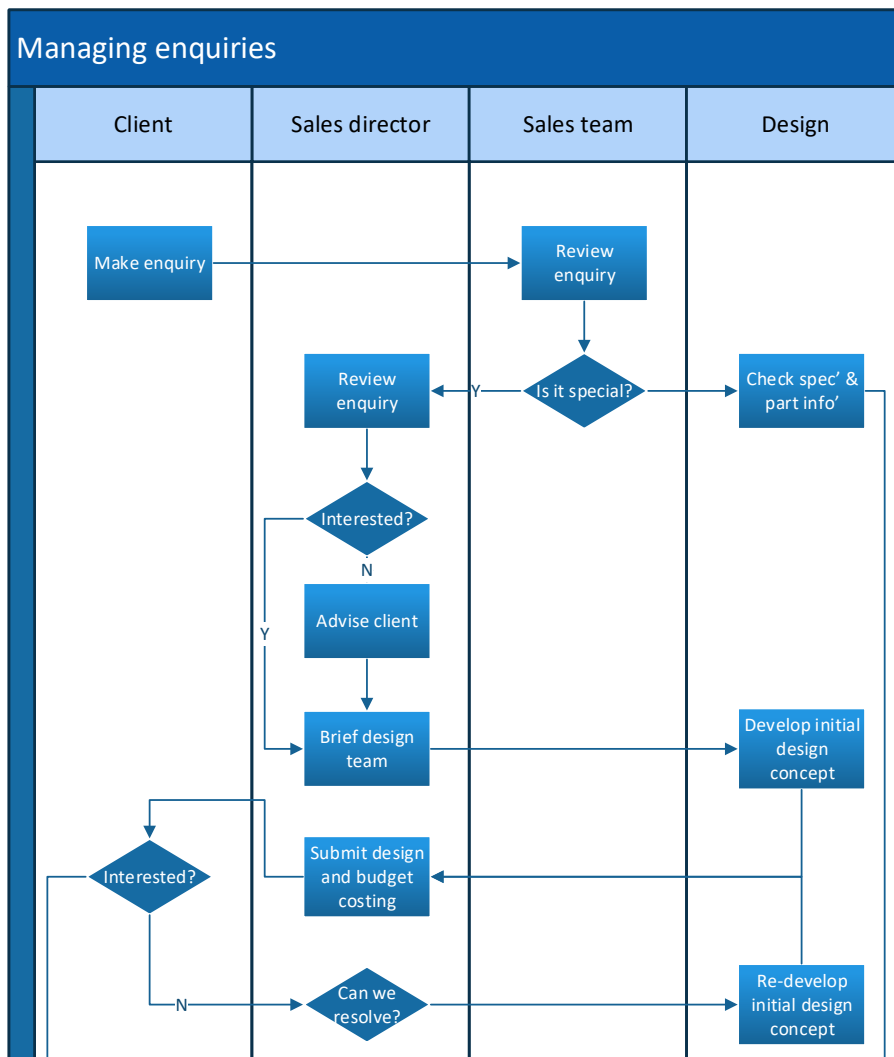 Managing enquiries
Client
Sales director
Sales team
Design
Make enquiry
Review
enquiry
Review
enquiry
Y
Is it special?
Check spec’ &
part info’
Interested?
N
Y
Advise client
Brief design
team
Develop initial
design
concept
Interested?
Submit design
and budget
costing
N
Can we
resolve?
Re-develop
initial design
concept